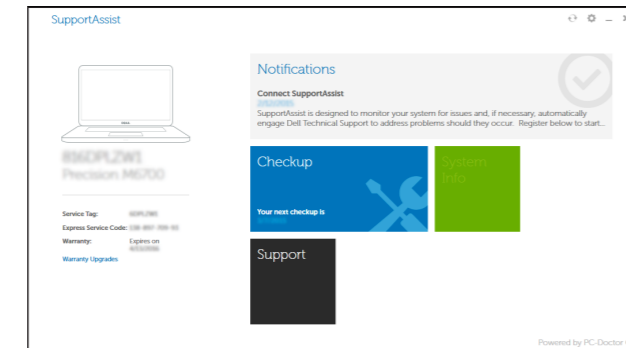 SupportAssist
Precision M6700
Service Tag:
Express Service Code:
Warranty: Expires on
Warranty Upgrades
Notifications
Connect SupportAssist
SupportAssist is designed to monitor your system for issues and, if necessary, automatically
engage Dell Technical Support to address problems should they occur. Register below to start...
Checkup
Your next checkup is
System
Info
Support
Powered by PC-Doctor